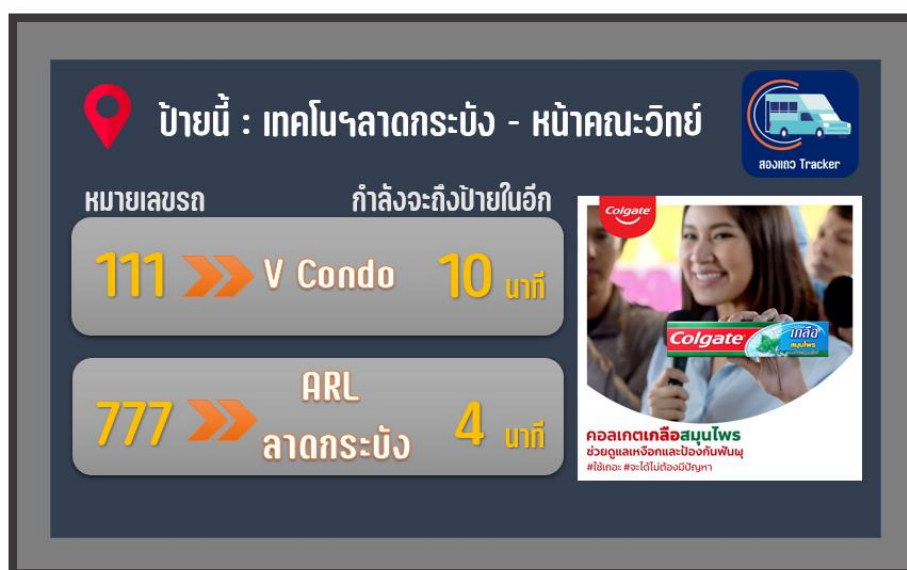 ป้ายนี้ : เทคโนฯลาดกระบัง - หน้าคณะวิทย์
สองแถว Tracker
หมายเลขรถ กำลังจะถึงป้ายในอีก
111 V Condo 10 นาที
777 ARL ลาดกระบัง 4 นาที
Colgate
Colgate เกลือ
สมุนไพร
คอลเกตเกลือสมุนไพร
ช่วยดูแลเหงือกและป้องกันฟันผุ
#ใช้เถอะ #จะได้ไม่ต้องมีปัญหา